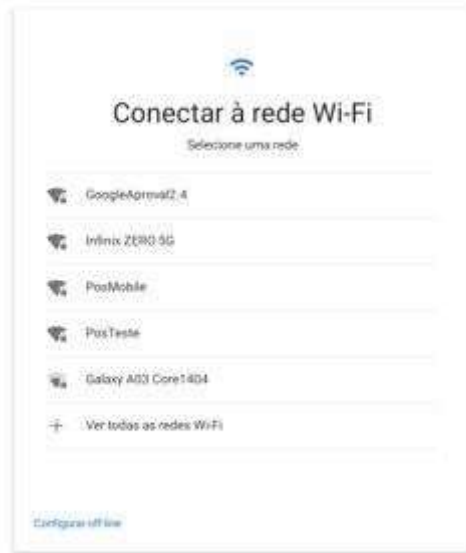 Conectar à rede Wi-Fi
Selecione uma rede
GoogleAproval2.4
Infinix ZERO 5G
PosMobile
PosTeste
Galaxy A03 Core1404
Ver todas as redes Wi-Fi
Configurar off-line